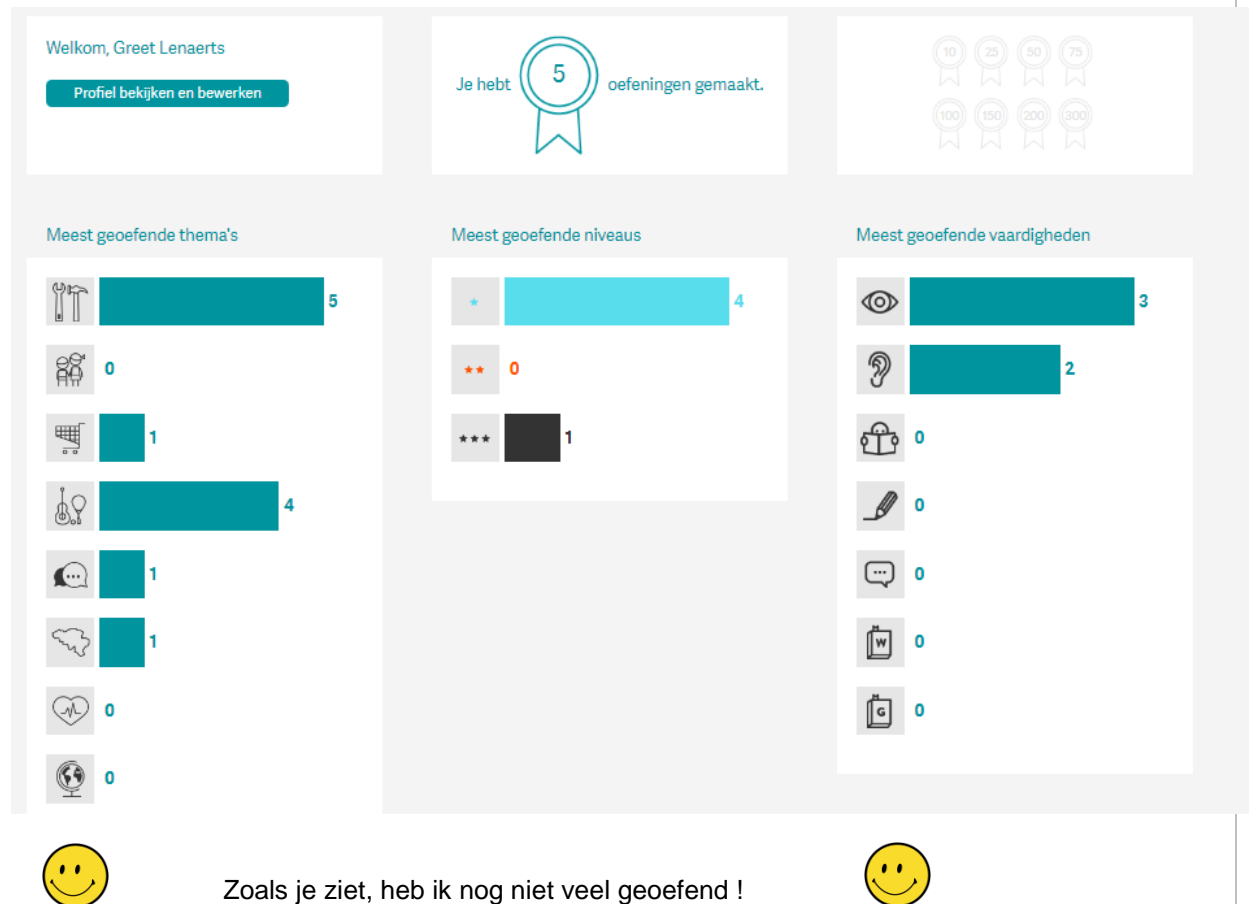 Welkom, Greet Lenaerts
Profiel bekijken en bewerken
Je hebt 5 oefeningen gemaakt.
10 25 50 75
100 150 200 300
Meest geoefende thema's
5
0
1
4
1
1
0
0
Meest geoefende niveaus
4
0
1
Meest geoefende vaardigheden
3
2
0
0
0
W 0
G 0
Zoals je ziet, heb ik nog niet veel geoefend !